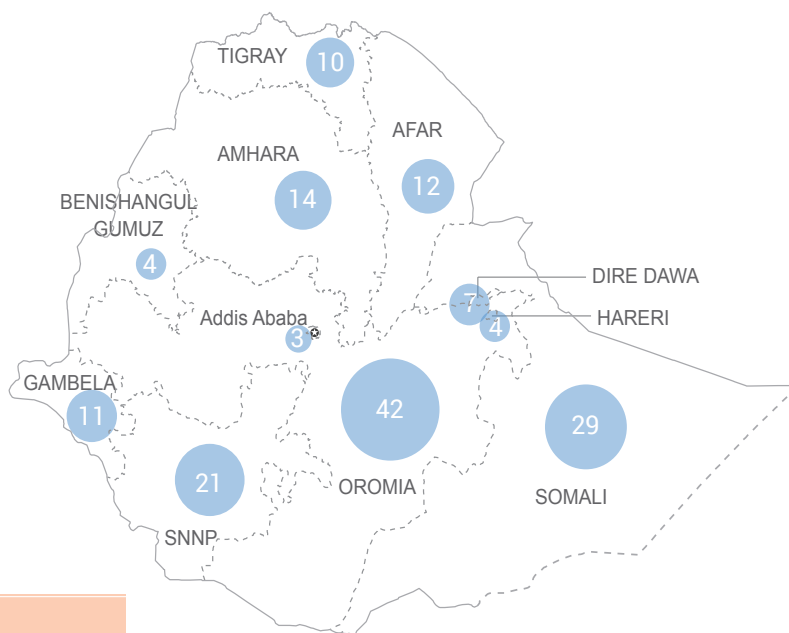 TIGRAY
10
AFAR
AMHARA
12
14
BENISHANGUL
GUMUZ
4
DIRE DAWA
7
Addis Ababa
HARERI
3
4
GAMBELA
11
42
29
21
OROMIA
SOMALI
SNNP